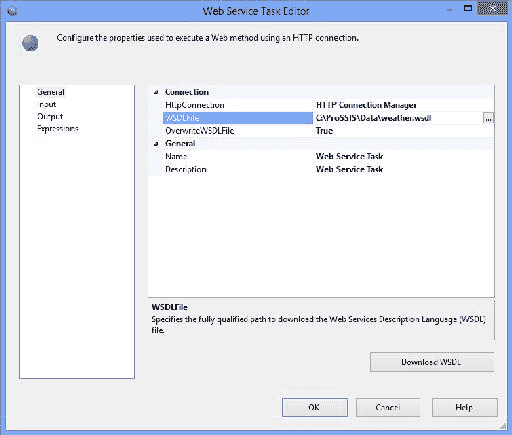 Web Service Task Editor
Configure the properties used to execute a Web method using an HTTP connection.
General
Input
Output
Expressions
Connection
HttpConnection HTTP Connection Manager
WSDLFile C:\ProSSIS\Data\weather.wsdl ...
OverwriteWSDLFile True
General
Name Web Service Task
Description Web Service Task
WSDLFile
Specifies the fully qualified path to download the Web Services Description Language (WSDL)
file.
Download WSDL
OK Cancel Help